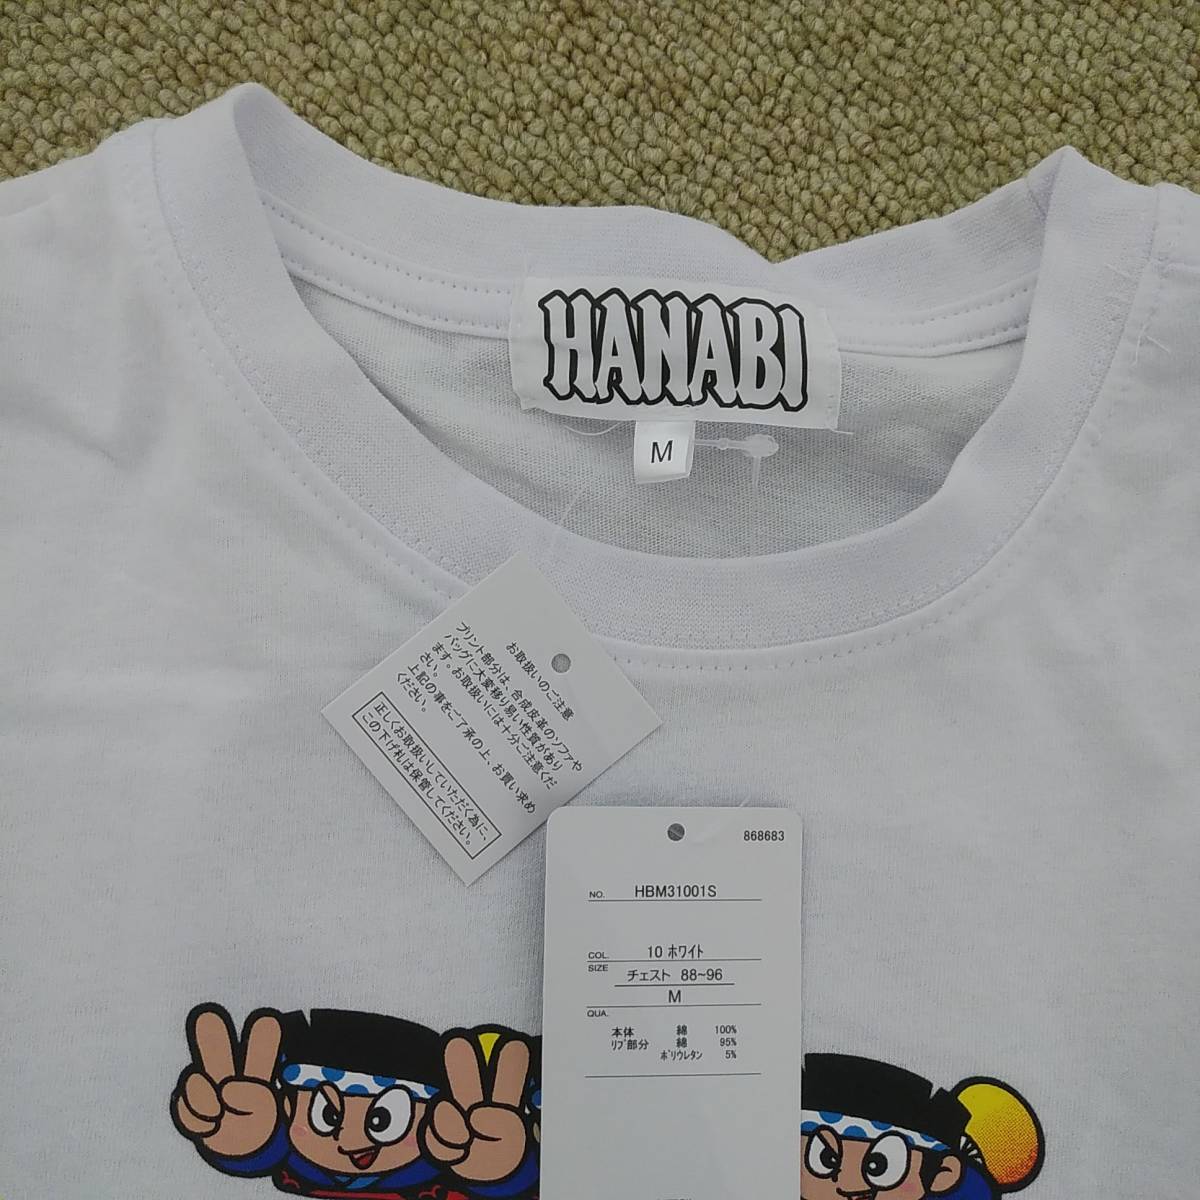 HANABI
M
お取扱いのご注意
プリント部分は、合成皮革のソファや
バッグに大変移り易い性質があり
ます。お取扱いには十分ご注意くだ
さい。
上記の事をご了承の上、お買い求め
ください。
正しくお取扱いしていただく為に、
この下げ札は保管してください。
868683
NO. HBM31001S
COL. 10 ホワイト
SIZE チェスト 88~96
M
QUA.
本体 綿 100%
リブ部分 綿 95%
ポリウレタン 5%